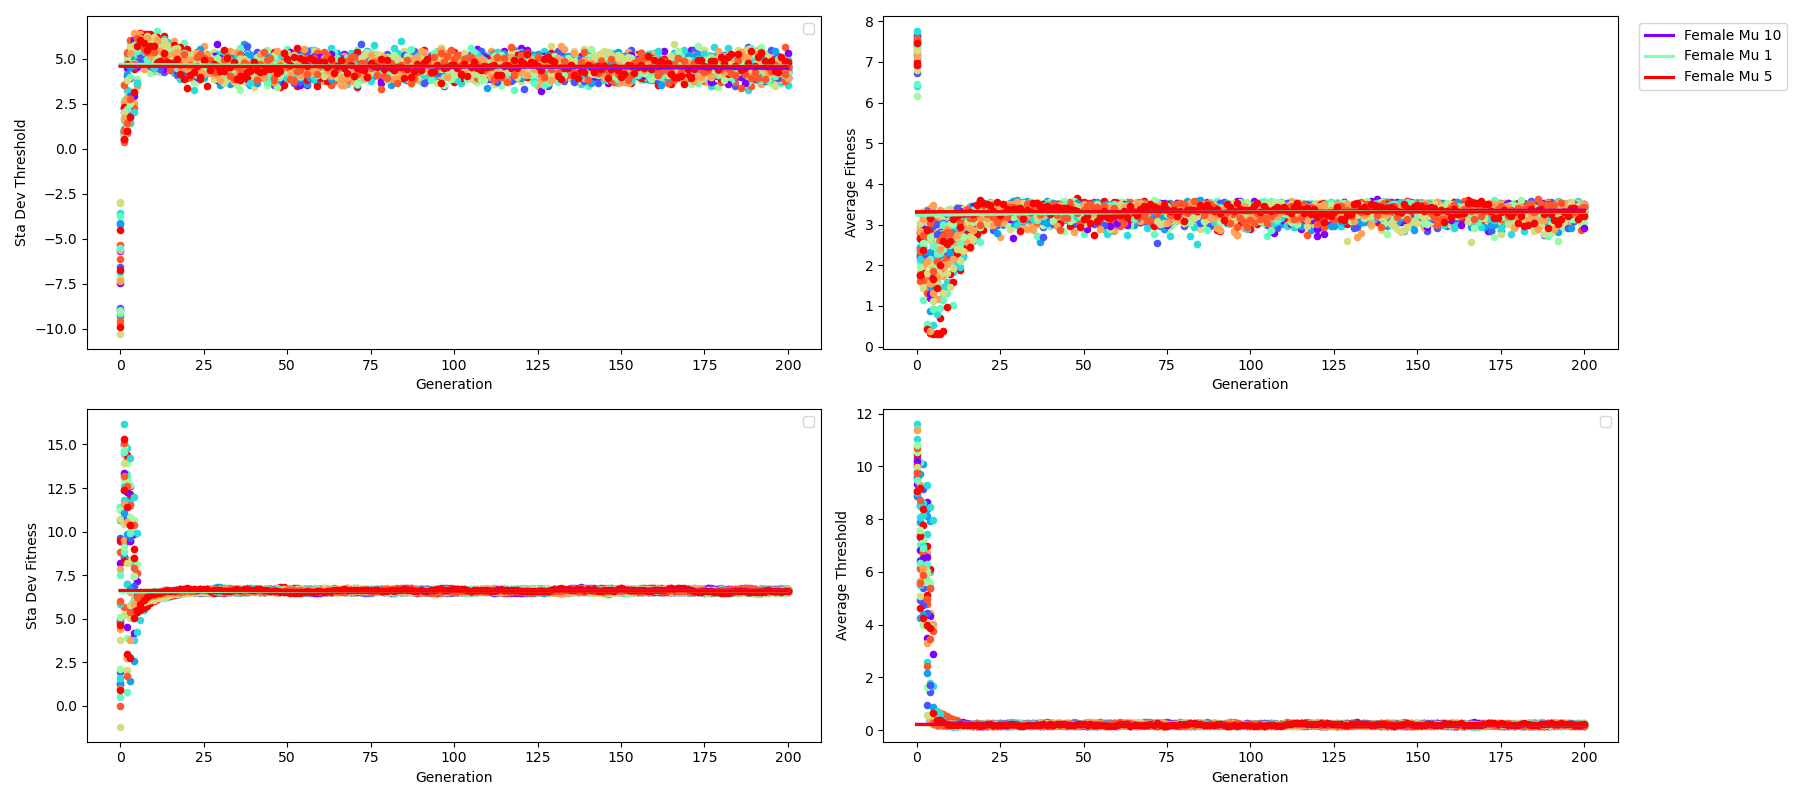 Sta Dev Threshold
5.0
2.5
0.0
−2.5
−5.0
−7.5
−10.0
0 25 50 75 100 125 150 175 200
Generation
Average Fitness
8
7
6
5
4
3
2
1
0
0 25 50 75 100 125 150 175 200
Generation
Female Mu 10
Female Mu 1
Female Mu 5
Sta Dev Fitness
15.0
12.5
10.0
7.5
5.0
2.5
0.0
0 25 50 75 100 125 150 175 200
Generation
Average Threshold
12
10
8
6
4
2
0
0 25 50 75 100 125 150 175 200
Generation